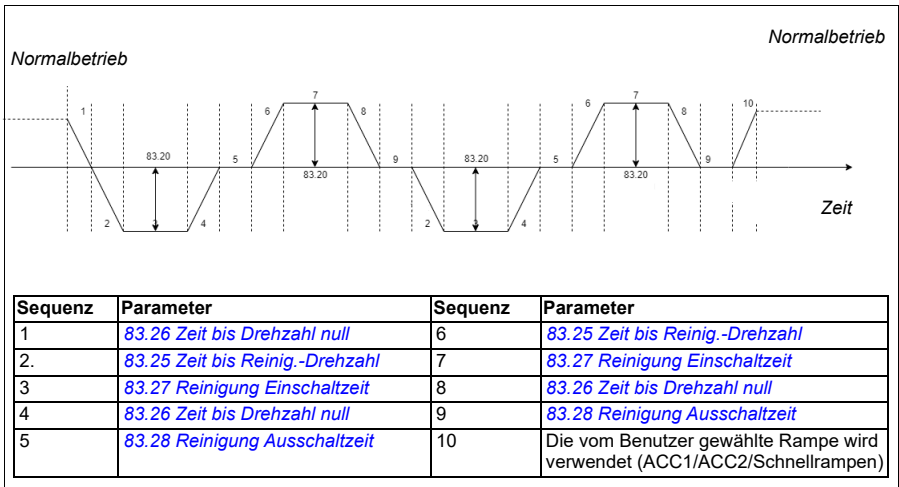 Normalbetrieb
Normalbetrieb
7
7
1
6
8
6
8
10
83.20
5
9
83.20
5
9
83.20
83.20
Zeit
2
3
4
2
3
4
Sequenz Parameter Sequenz Parameter
1 83.26 Zeit bis Drehzahl null 6 83.25 Zeit bis Reinig.-Drehzahl
2. 83.25 Zeit bis Reinig.-Drehzahl 7 83.27 Reinigung Einschaltzeit
3 83.27 Reinigung Einschaltzeit 8 83.26 Zeit bis Drehzahl null
4 83.26 Zeit bis Drehzahl null 9 83.28 Reinigung Ausschaltzeit
5 83.28 Reinigung Ausschaltzeit 10 Die vom Benutzer gewählte Rampe wird
verwendet (ACC1/ACC2/Schnellrampen)